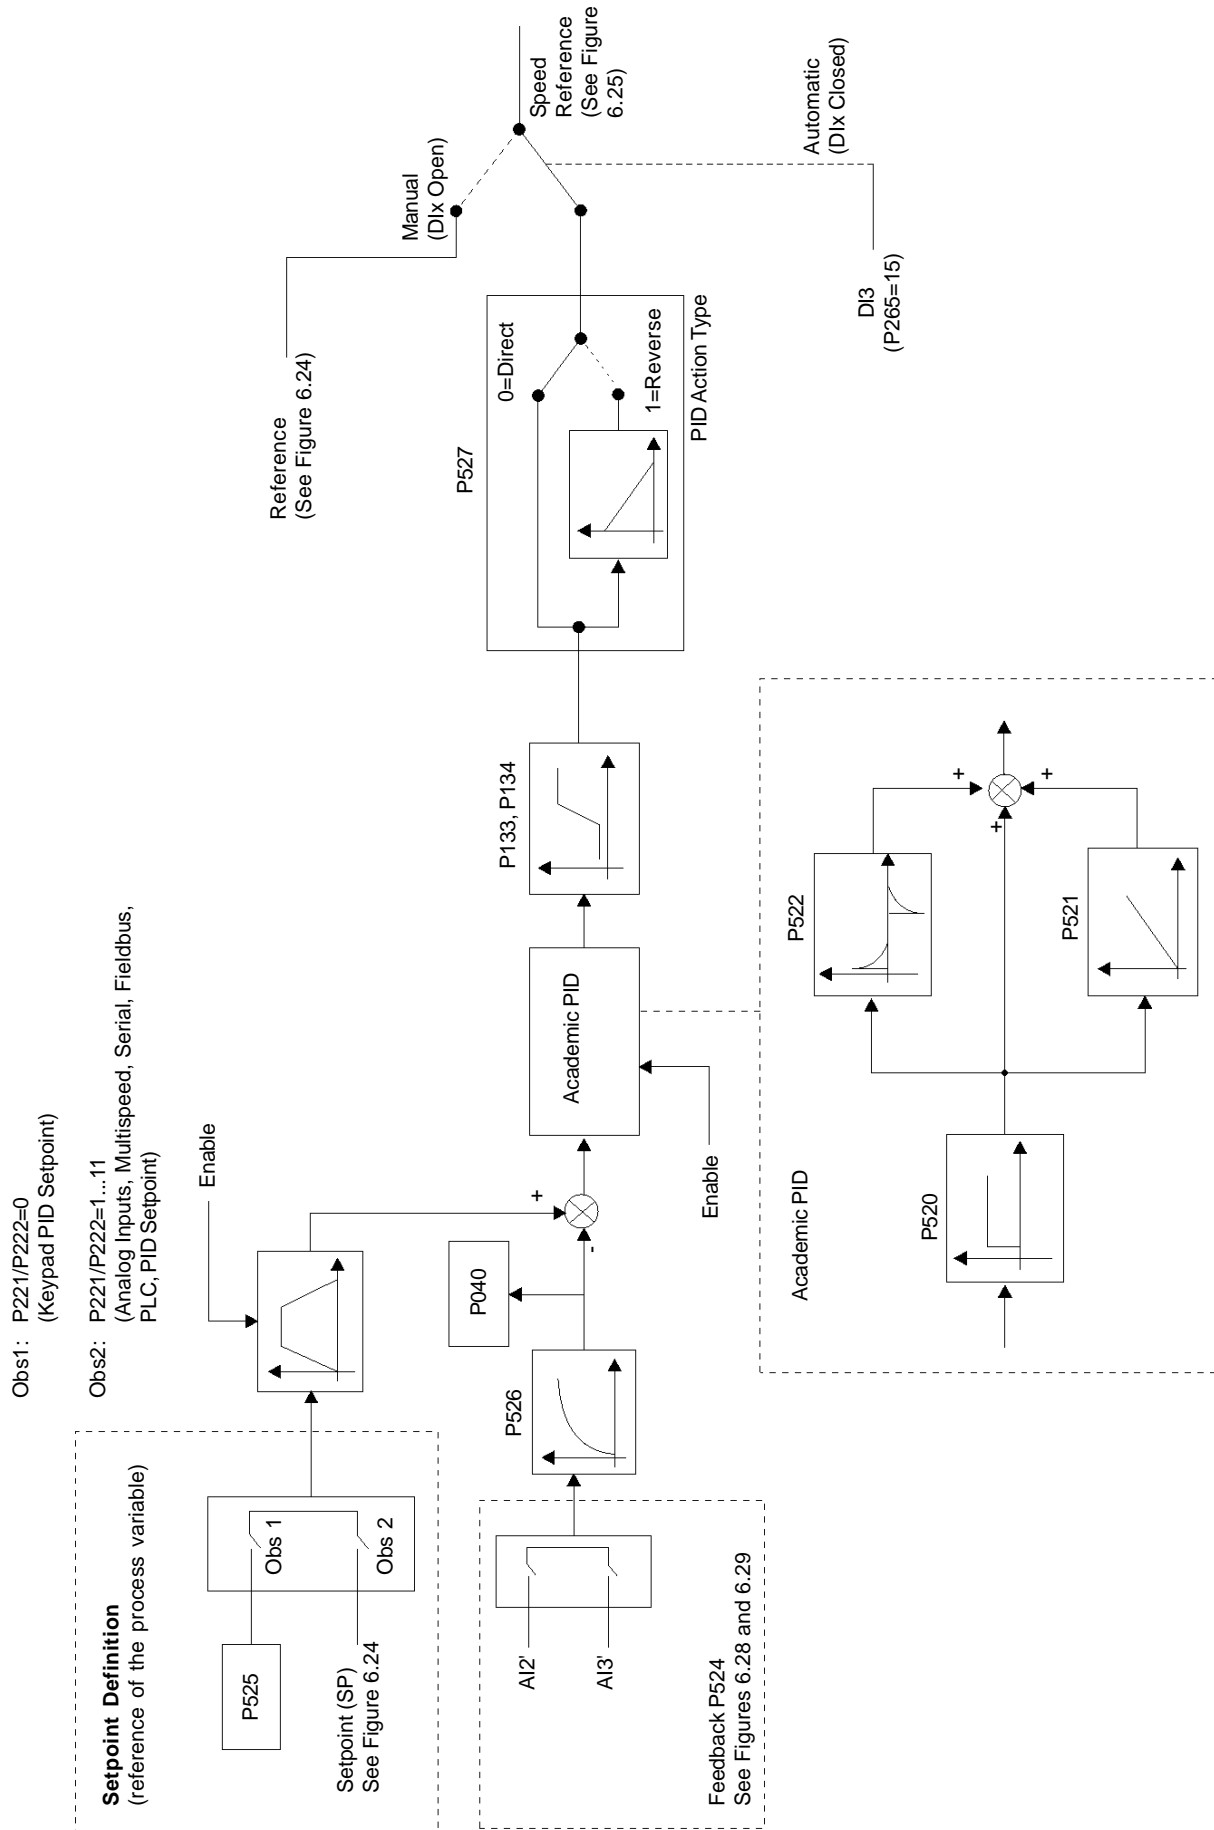 Obs1: P221/P222=0
(Keypad PID Setpoint)
Obs2: P221/P222=1...11
(Analog Inputs, Multispeed, Serial, Fieldbus,
PLC, PID Setpoint)
Setpoint Definition
(reference of the process variable)
P525
Obs 1
Obs 2
Setpoint (SP)
See Figure 6.24
Enable
AI2'
AI3'
Feedback P524
See Figures 6.28 and 6.29
P526
P040
+
-
Enable
Academic PID
P133, P134
P527
0=Direct
1=Reverse
PID Action Type
Reference
(See Figure 6.24)
Manual
(DIx Open)
Speed
Reference
(See Figure
6.25)
Automatic
(DIx Closed)
DI3
(P265=15)
Academic PID
P520
P522
P521
+
+
+